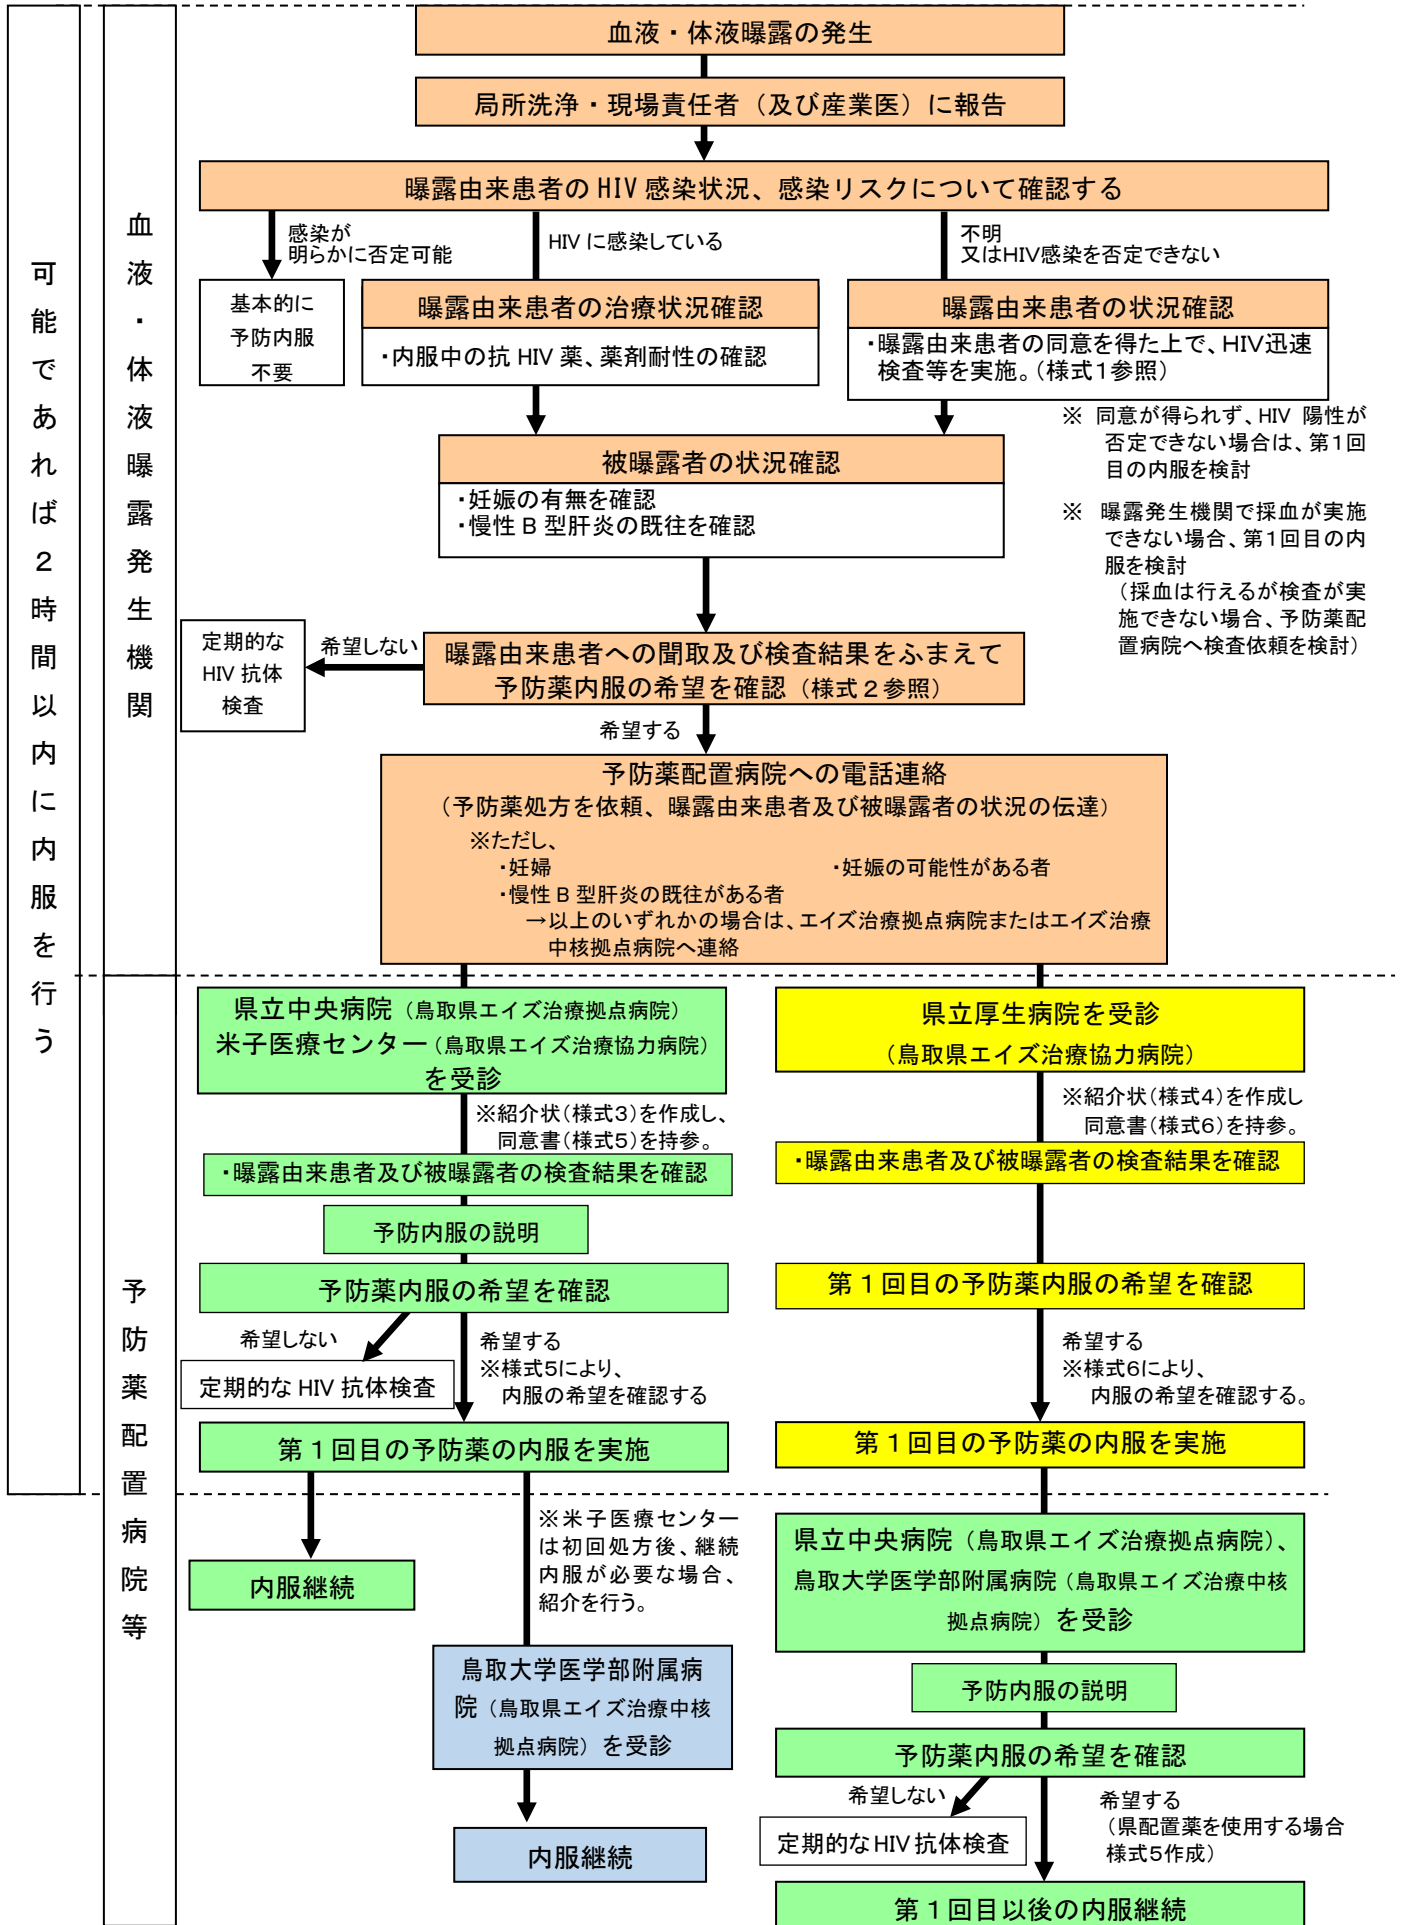 可能であれば２時間以内に内服を行う
血液・体液曝露発生機関
血液・体液曝露の発生
局所洗浄・現場責任者（及び産業医）に報告
曝露由来患者の HIV 感染状況、感染リスクについて確認する
感染が
明らかに否定可能
HIV に感染している
不明
又はHIV感染を否定できない
基本的に
予防内服
不要
曝露由来患者の治療状況確認
・内服中の抗 HIV 薬、薬剤耐性の確認
曝露由来患者の状況確認
・曝露由来患者の同意を得た上で、HIV迅速
検査等を実施。（様式１参照）
※ 同意が得られず、HIV 陽性が
否定できない場合は、第１回
目の内服を検討
※ 曝露発生機関で採血が実施
できない場合、第１回目の内
服を検討
（採血は行えるが検査が実
施できない場合、予防薬配
置病院へ検査依頼を検討）
被曝露者の状況確認
・妊娠の有無を確認
・慢性 B 型肝炎の既往を確認
曝露由来患者への聞取及び検査結果をふまえて
予防薬内服の希望を確認（様式２参照）
希望しない
定期的な
HIV 抗体
検査
希望する
予防薬配置病院への電話連絡
（予防薬処方を依頼、曝露由来患者及び被曝露者の状況の伝達）
※ただし、
・妊婦 ・妊娠の可能性がある者
・慢性 B 型肝炎の既往がある者
→以上のいずれかの場合は、エイズ治療拠点病院またはエイズ治療
中核拠点病院へ連絡
予防薬配置病院等
県立中央病院（鳥取県エイズ治療拠点病院）
米子医療センター（鳥取県エイズ治療協力病院）
を受診
※紹介状（様式３）を作成し、
同意書（様式５）を持参。
・曝露由来患者及び被曝露者の検査結果を確認
予防内服の説明
予防薬内服の希望を確認
希望しない
定期的な HIV 抗体検査
希望する
※様式５により、
内服の希望を確認する
第１回目の予防薬の内服を実施
内服継続
※米子医療センター
は初回処方後、継続
内服が必要な場合、
紹介を行う。
鳥取大学医学部附属病
院（鳥取県エイズ治療中核
拠点病院）を受診
内服継続
県立厚生病院を受診
（鳥取県エイズ治療協力病院）
※紹介状（様式４）を作成し
同意書（様式６）を持参。
・曝露由来患者及び被曝露者の検査結果を確認
第１回目の予防薬内服の希望を確認
希望する
※様式６により、
内服の希望を確認する。
第１回目の予防薬の内服を実施
県立中央病院（鳥取県エイズ治療拠点病院）、
鳥取大学医学部附属病院（鳥取県エイズ治療中核
拠点病院）を受診
予防内服の説明
予防薬内服の希望を確認
希望しない
定期的なHIV抗体検査
希望する
（県配置薬を使用する場合
様式５作成）
第１回目以後の内服継続